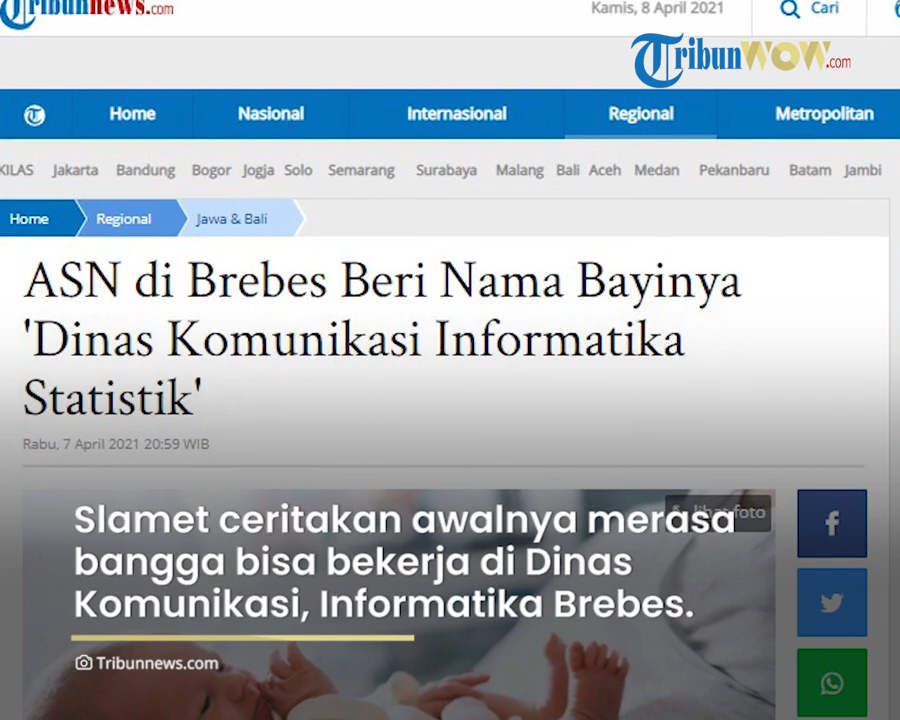 Tribunnews.com
Kamis, 8 April 2021
Cari
TribunWOW.com
Home Nasional Internasional Regional Metropolitan
KILAS Jakarta Bandung Bogor Jogja Solo Semarang Surabaya Malang Bali Aceh Medan Pekanbaru Batam Jambi
Home Regional Jawa & Bali
ASN di Brebes Beri Nama Bayinya
'Dinas Komunikasi Informatika
Statistik'
Rabu, 7 April 2021 20:59 WIB
lihat foto
Slamet ceritakan awalnya merasa
bangga bisa bekerja di Dinas
Komunikasi, Informatika Brebes.
Tribunnews.com